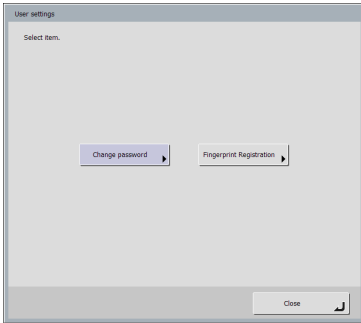 User settings
Select item.
Change password
Fingerprint Registration
Close